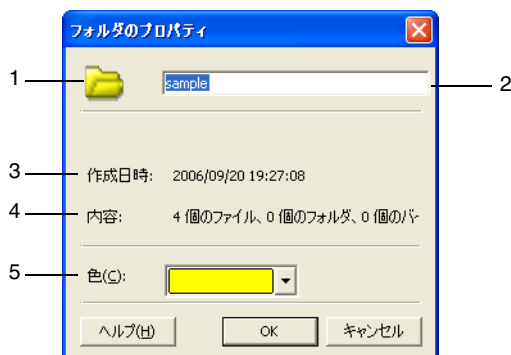 フォルダのプロパティ
1
sample
2
3 作成日時: 2006/09/20 19:27:08
4 内容: 4 個のファイル、0 個のフォルダ、0 個のバ
5 色(C):
ヘルプ(H) OK キャンセル